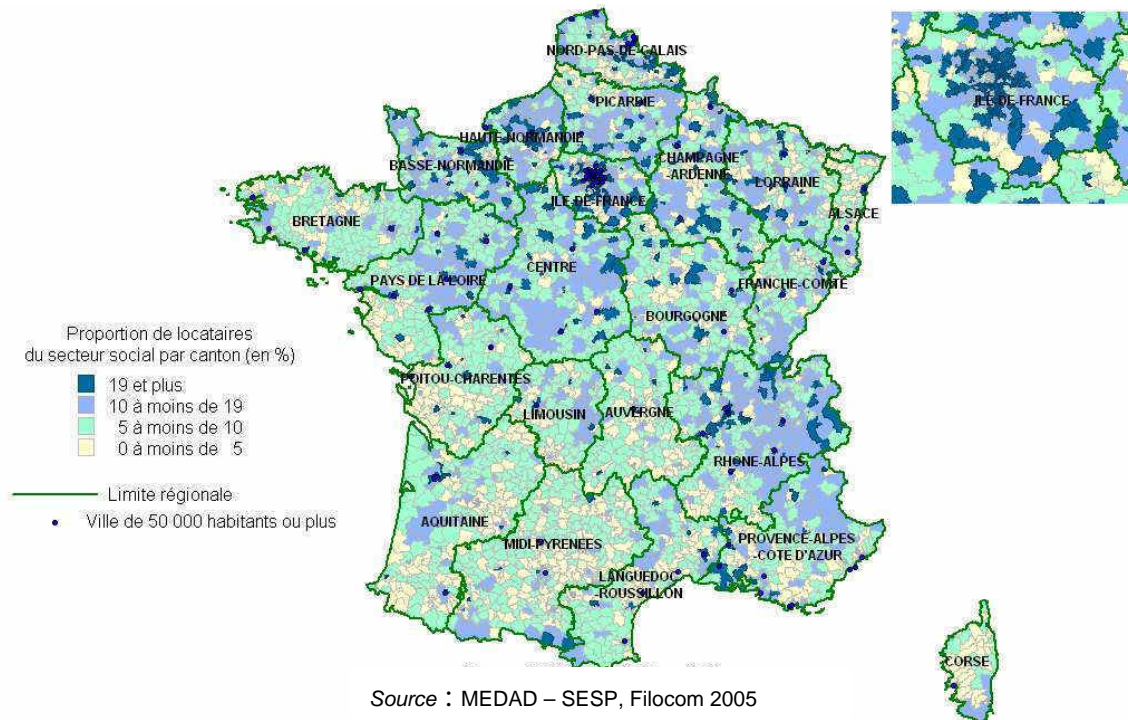 NORD-PAS-DE-CALAIS
PICARDIE
HAUTE-NORMANDIE
BASSE-NORMANDIE
CHAMPAGNE
-ARDENNE
LORRAINE
ILE-DE-FRANCE
ALSACE
BRETAGNE
PAYS DE LA LOIRE
CENTRE
FRANCHE-COMTÉ
BOURGOGNE
POITOU-CHARENTES
LIMOUSIN
AUVERGNE
RHONE-ALPES
AQUITAINE
MIDI-PYRENEES
PROVENCE-ALPES
-COTE D'AZUR
LANGUEDOC
-ROUSSILLON
CORSE
ILE-DE-FRANCE
Proportion de locataires
du secteur social par canton (en %)
19 et plus
10 à moins de 19
5 à moins de 10
0 à moins de 5
Limite régionale
Ville de 50 000 habitants ou plus
Source : MEDAD – SESP, Filocom 2005